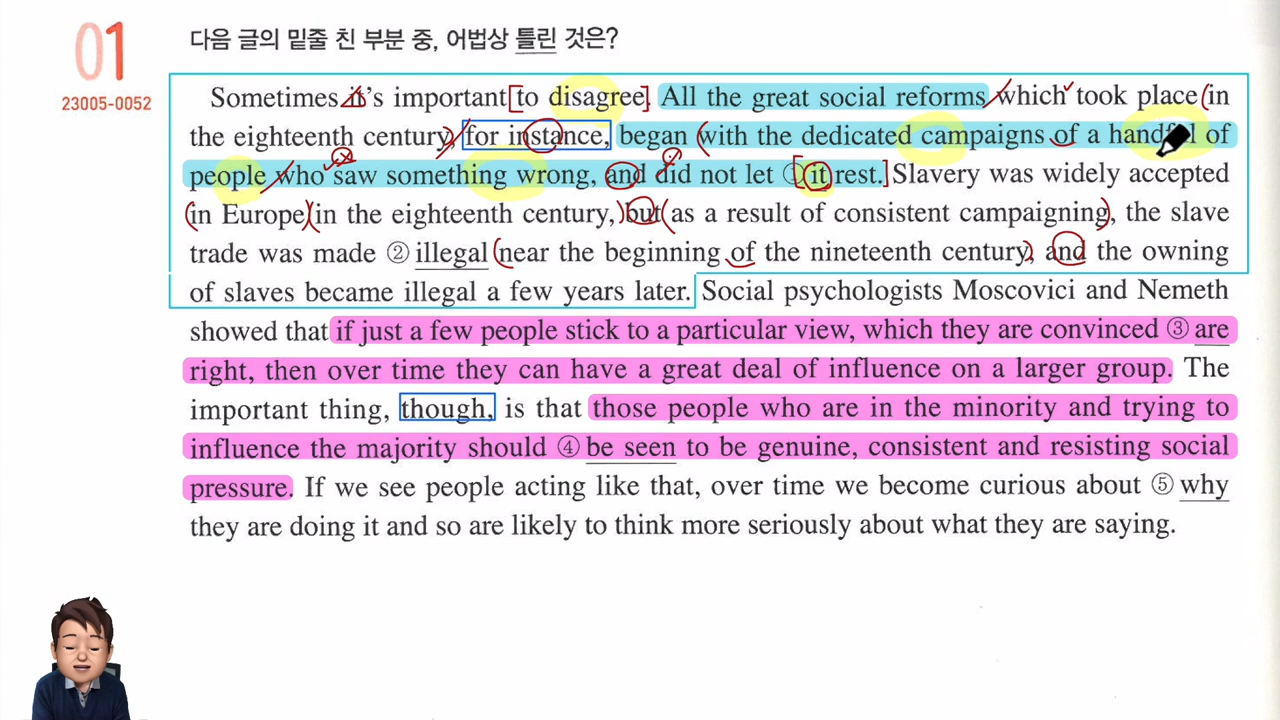 01
다음 글의 밑줄 친 부분 중, 어법상 틀린 것은?
23005-0052
Sometimes it's important to disagree. All the great social reforms which took place in
the eighteenth century, for instance, began with the dedicated campaigns of a handful of
people who saw something wrong, and did not let ① it rest. Slavery was widely accepted
in Europe in the eighteenth century, but as a result of consistent campaigning, the slave
trade was made ② illegal near the beginning of the nineteenth century, and the owning
of slaves became illegal a few years later. Social psychologists Moscovici and Nemeth
showed that if just a few people stick to a particular view, which they are convinced ③ are
right, then over time they can have a great deal of influence on a larger group. The
important thing, though, is that those people who are in the minority and trying to
influence the majority should ④ be seen to be genuine, consistent and resisting social
pressure. If we see people acting like that, over time we become curious about ⑤ why
they are doing it and so are likely to think more seriously about what they are saying.